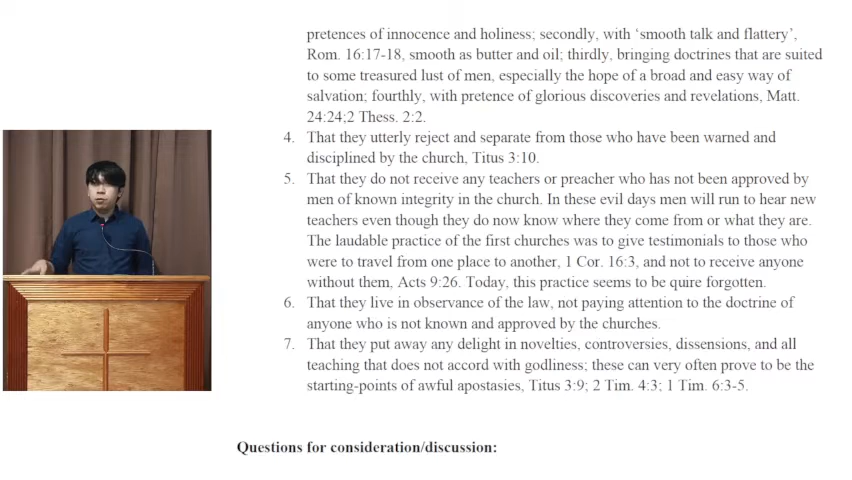 pretences of innocence and holiness; secondly, with ‘smooth talk and flattery’,
Rom. 16:17-18, smooth as butter and oil; thirdly, bringing doctrines that are suited
to some treasured lust of men, especially the hope of a broad and easy way of
salvation; fourthly, with pretence of glorious discoveries and revelations, Matt.
24:24;2 Thess. 2:2.
4. That they utterly reject and separate from those who have been warned and
disciplined by the church, Titus 3:10.
5. That they do not receive any teachers or preacher who has not been approved by
men of known integrity in the church. In these evil days men will run to hear new
teachers even though they do now know where they come from or what they are.
The laudable practice of the first churches was to give testimonials to those who
were to travel from one place to another, 1 Cor. 16:3, and not to receive anyone
without them, Acts 9:26. Today, this practice seems to be quire forgotten.
6. That they live in observance of the law, not paying attention to the doctrine of
anyone who is not known and approved by the churches.
7. That they put away any delight in novelties, controversies, dissensions, and all
teaching that does not accord with godliness; these can very often prove to be the
starting-points of awful apostasies, Titus 3:9; 2 Tim. 4:3; 1 Tim. 6:3-5.
Questions for consideration/discussion: